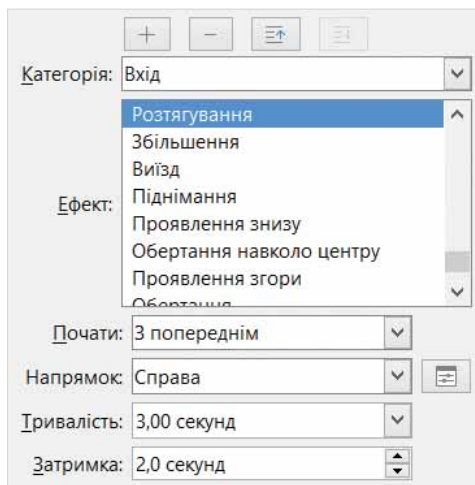 Категорія: Вхід
Розтягування
Збільшення
Виїзд
Піднімання
Ефект:
Проявлення знизу
Обертання навколо центру
Проявлення згори
Обертання
Почати: З попереднім
Напрямок: Справа
Тривалість: 3,00 секунд
Затримка: 2,0 секунд